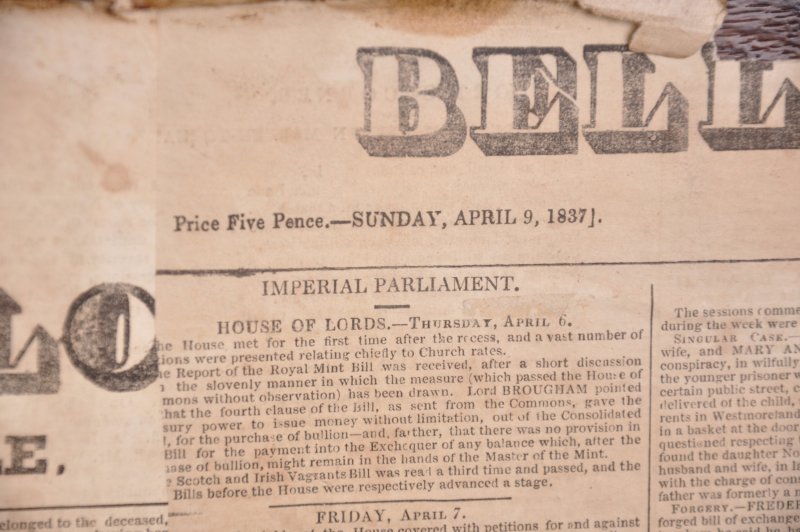 BELL
Price Five Pence.—SUNDAY, APRIL 9, 1837].
LO
LE,
elonged to the deceased,
IMPERIAL PARLIAMENT.
HOUSE OF LORDS.—THURSDAY, APRIL 6.
he House met for the first time after the recess, and a vast number of
ions were presented relating chiefly to Church rates.
e Report of the Royal Mint Bill was received, after a short discussion
the slovenly manner in which the measure (which passed the House of
mons without observation) has been drawn. Lord BROUGHAM pointed
hat the fourth clause of the Bill, as sent from the Commons, gave the
sury power to issue money without limitation, out of the Consolidated
, for the purchase of bullion—and, farther, that there was no provision in
Bill for the payment into the Exchequer of any balance which, after the
ase of bullion, might remain in the hands of the Master of the Mint.
Scotch and Irish Vagrants Bill was read a third time and passed, and the
Bills before the House were respectively advanced a stage.
FRIDAY, APRIL 7.
the House covered with petitions for and against
The sessions comme
during the week were
SINGULAR CASE.—
wife, and MARY AN
conspiracy, in wilfully
the younger prisoner w
certain public street, c
delivered of the child,
rents in Westmoreland
in a basket at the door
questioned respecting
found the daughter No
husband and wife, in la
with the charge of cons
father was formerly a m
FORGERY.—FREDER
forged bill of exchange